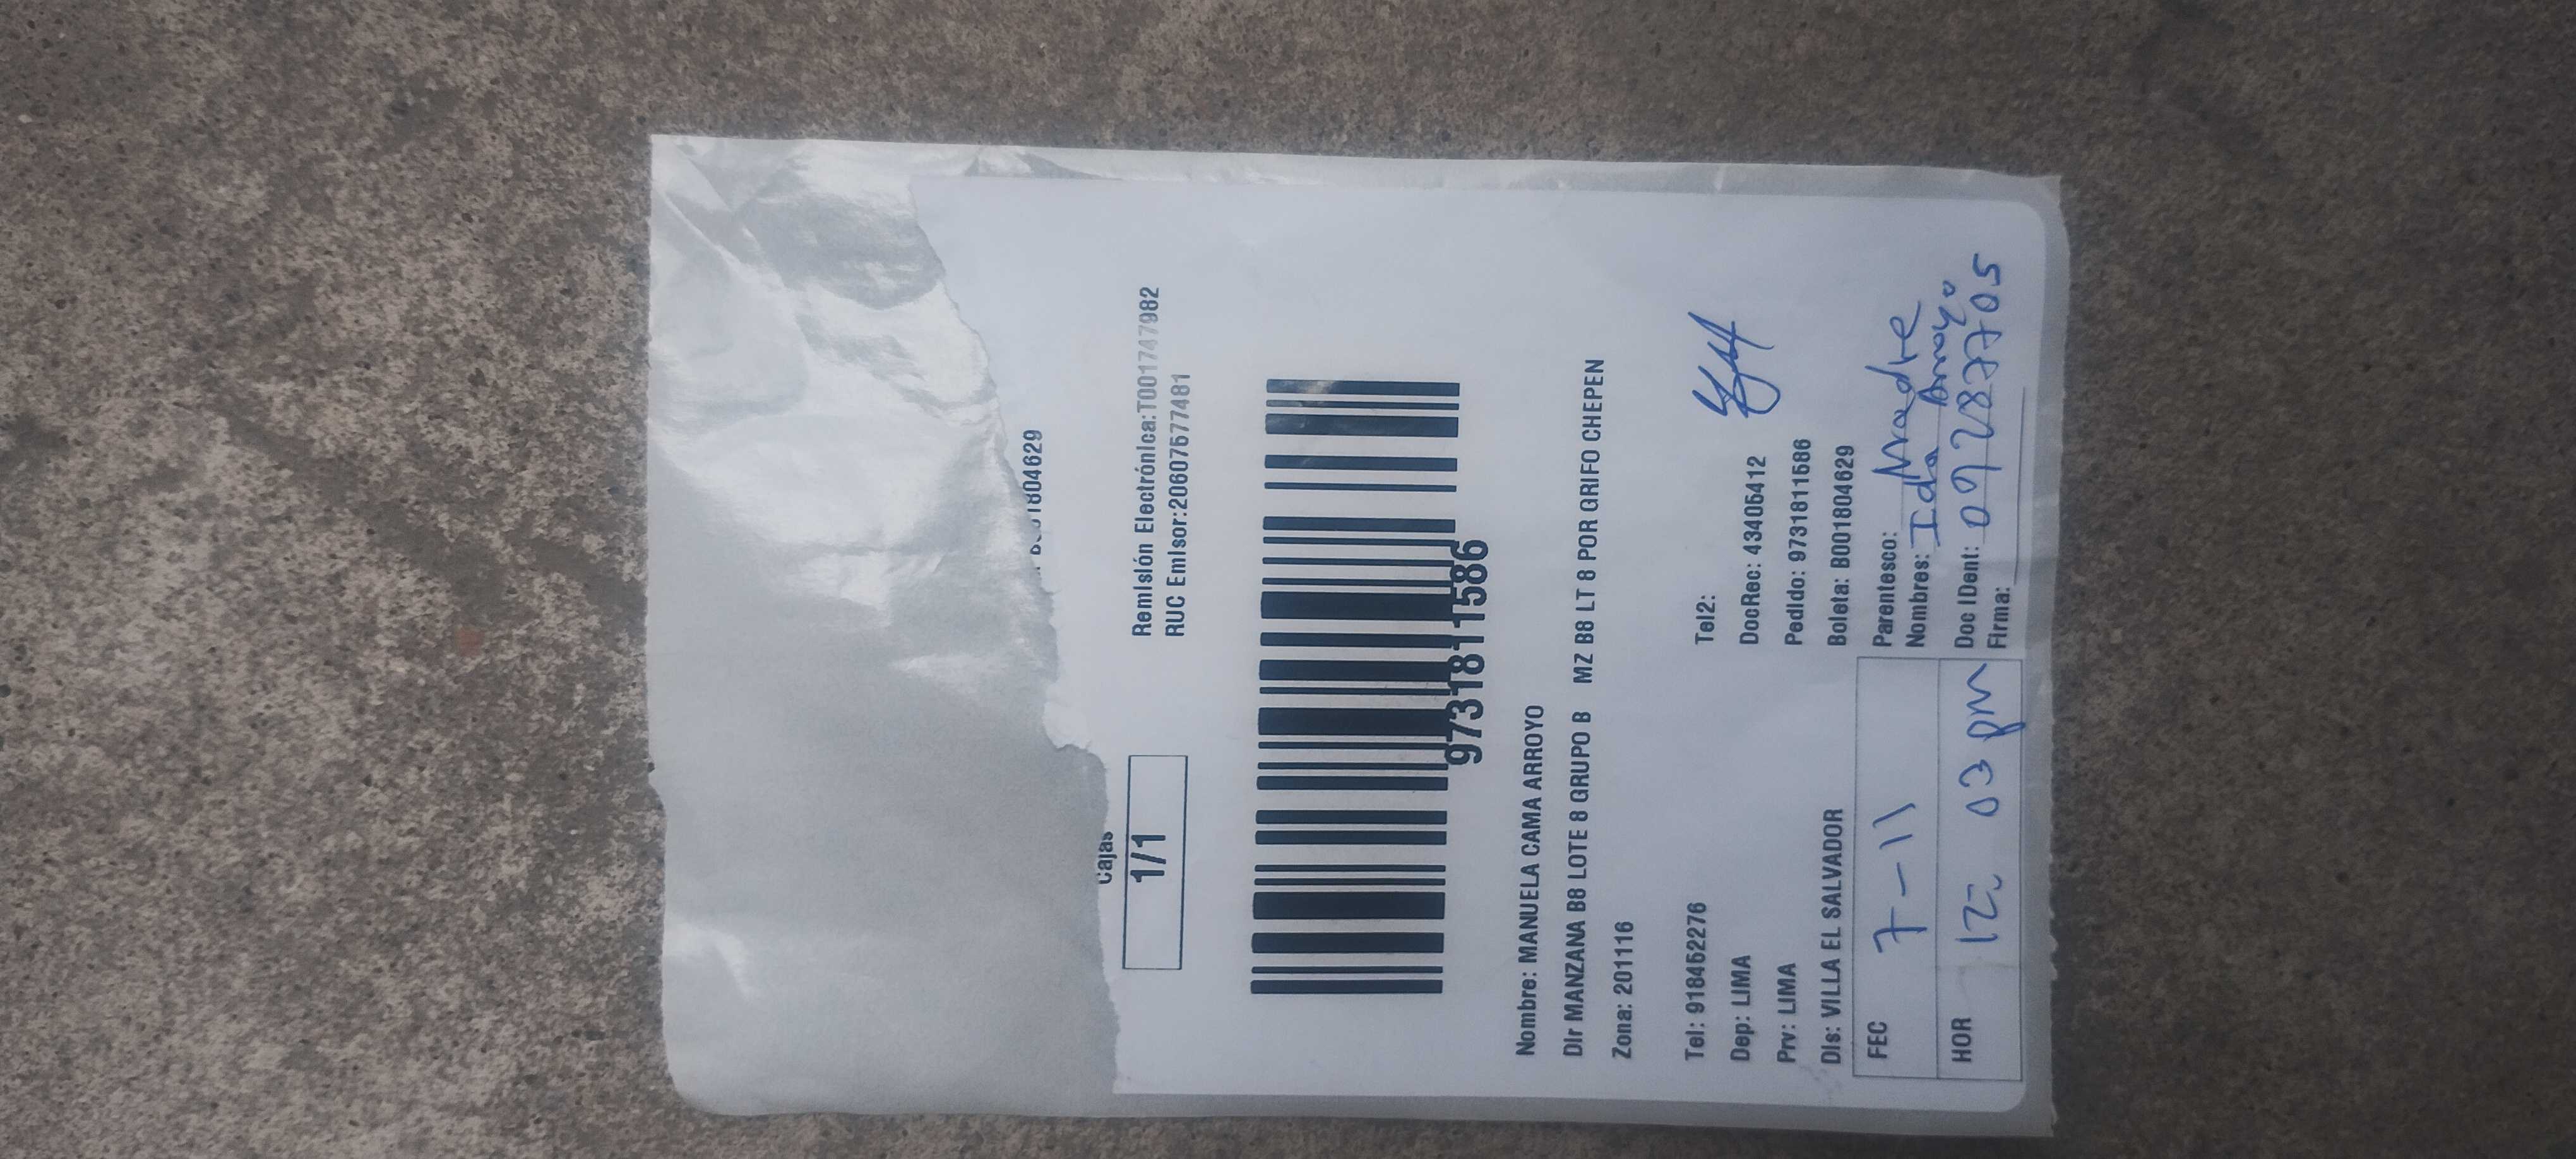 B001804629
Remisión Electrónica:T001747982
RUC Emisor:20607677481
Cajas
1/1
97318115​86
Nombre: MANUELA CAMA ARROYO
Dir MANZANA B8 LOTE 8 GRUPO B MZ B8 LT 8 POR GRIFO CHEPEN
Zona: 201116
Tel: 918452276 Tel2:
Dep: LIMA DocRec: 43405412
Prv: LIMA Pedido: 9731811586
Dis: VILLA EL SALVADOR Boleta: B001804629
FEC 7-11 Parentesco: Madre
Nombres: Ida Arroyo
HOR 12:03 pm Doc IDent:
Firma: